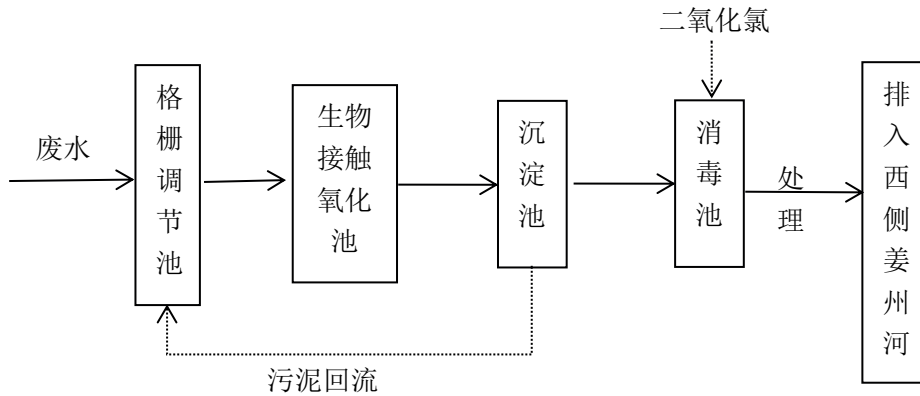 二氧化氯
废水
格
栅
调
节
池
生物
接触
氧化
池
沉
淀
池
消
毒
池
处
理
排
入
西
侧
姜
州
河
污泥回流